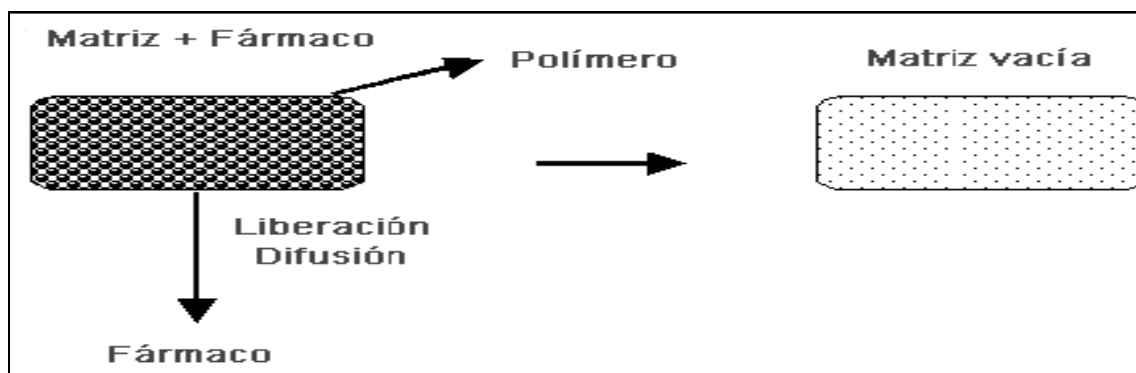 Matriz + Fármaco
Polímero
Matriz vacía
Liberación
Difusión
Fármaco